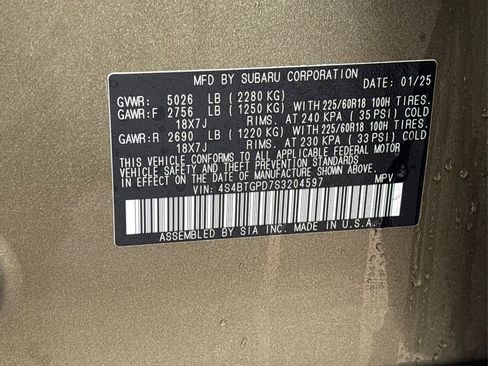 MFD BY SUBARU CORPORATION DATE: 01/25
GVWR: 5026 LB (2280 KG)
GAWR:F 2756 LB (1250 KG) WITH 225/60R18 100H TIRES.
18X7J RIMS. AT 240 KPA (35 PSI) COLD
GAWR:R 2690 LB (1220 KG) WITH 225/60R18 100H TIRES.
18X7J RIMS. AT 230 KPA (33 PSI) COLD
THIS VEHICLE CONFORMS TO ALL APPLICABLE FEDERAL MOTOR
VEHICLE SAFETY AND THEFT PREVENTION STANDARDS IN
EFFECT ON THE DATE OF MANUFACTURE SHOWN ABOVE.
VIN: 4S4BTGPD7S3204597 MPV
ASSEMBLED BY SIA INC. MADE IN U.S.A.